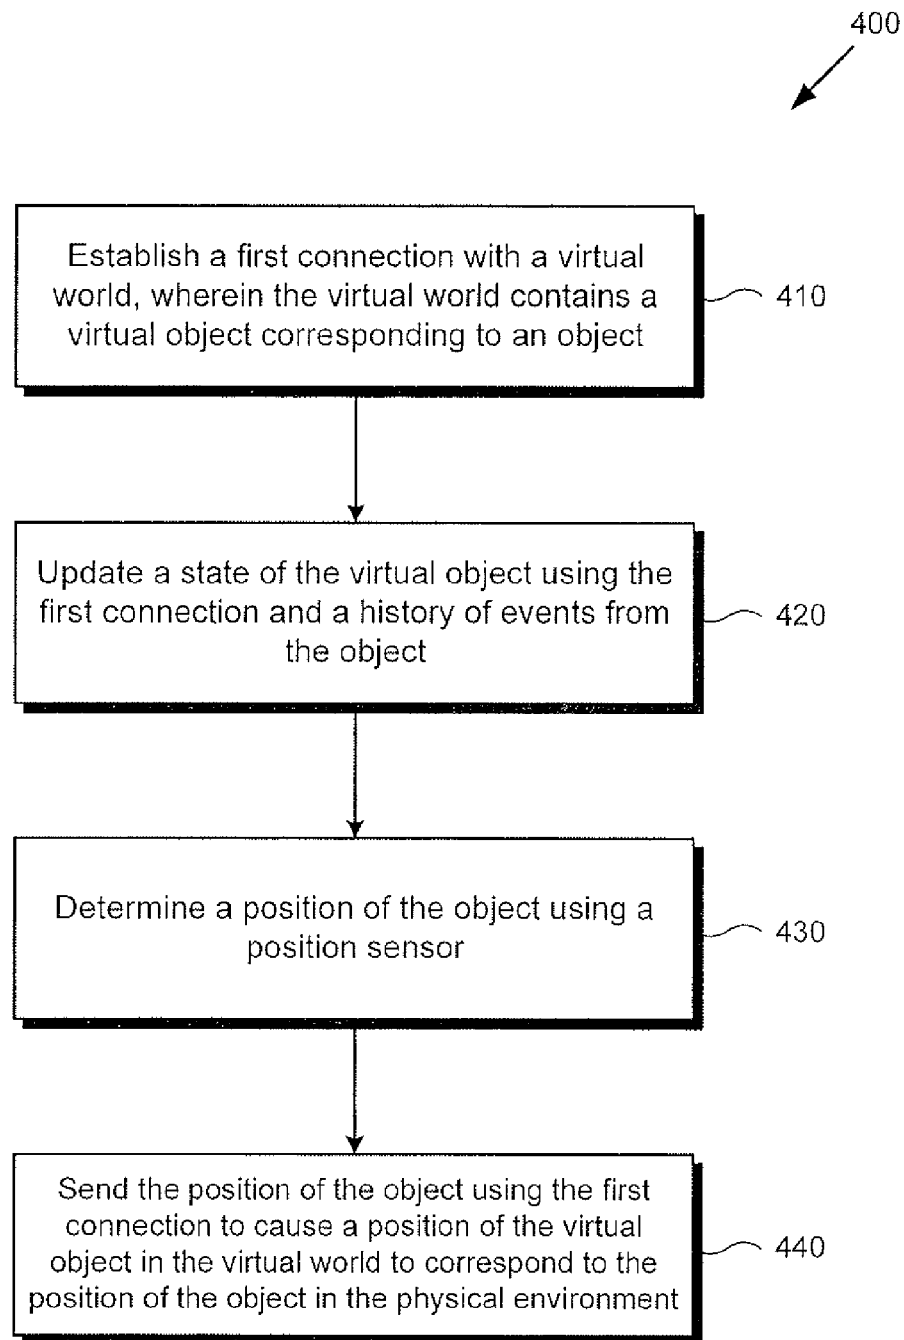 400
Establish a first connection with a virtual
world, wherein the virtual world contains a
virtual object corresponding to an object
410
Update a state of the virtual object using the
first connection and a history of events from
the object
420
Determine a position of the object using a
position sensor
430
Send the position of the object using the first
connection to cause a position of the virtual
object in the virtual world to correspond to the
position of the object in the physical environment
440